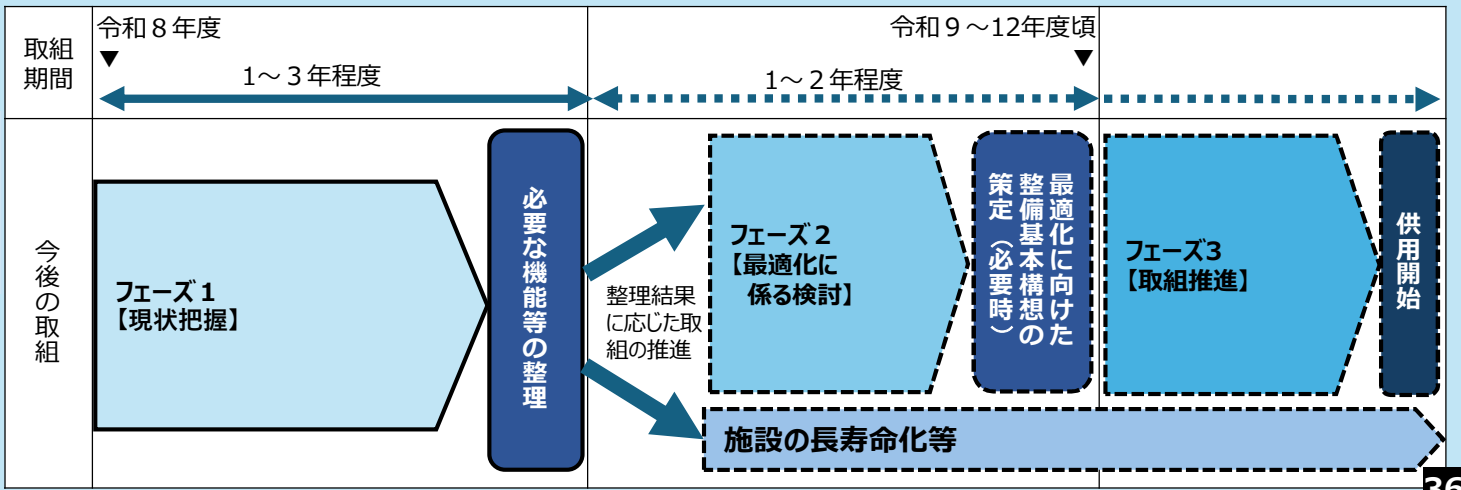 取組
期間
令和８年度
▼
1～３年程度
令和９～12年度頃
▼
1～２年程度
今後の取組
フェーズ１
【現状把握】
必要な機能等の整理
整理結果
に応じた取
組の推進
フェーズ２
【最適化に
係る検討】
最適化に向けた
整備基本構想の
策定（必要時）
フェーズ3
【取組推進】
供用開始
施設の長寿命化等
36